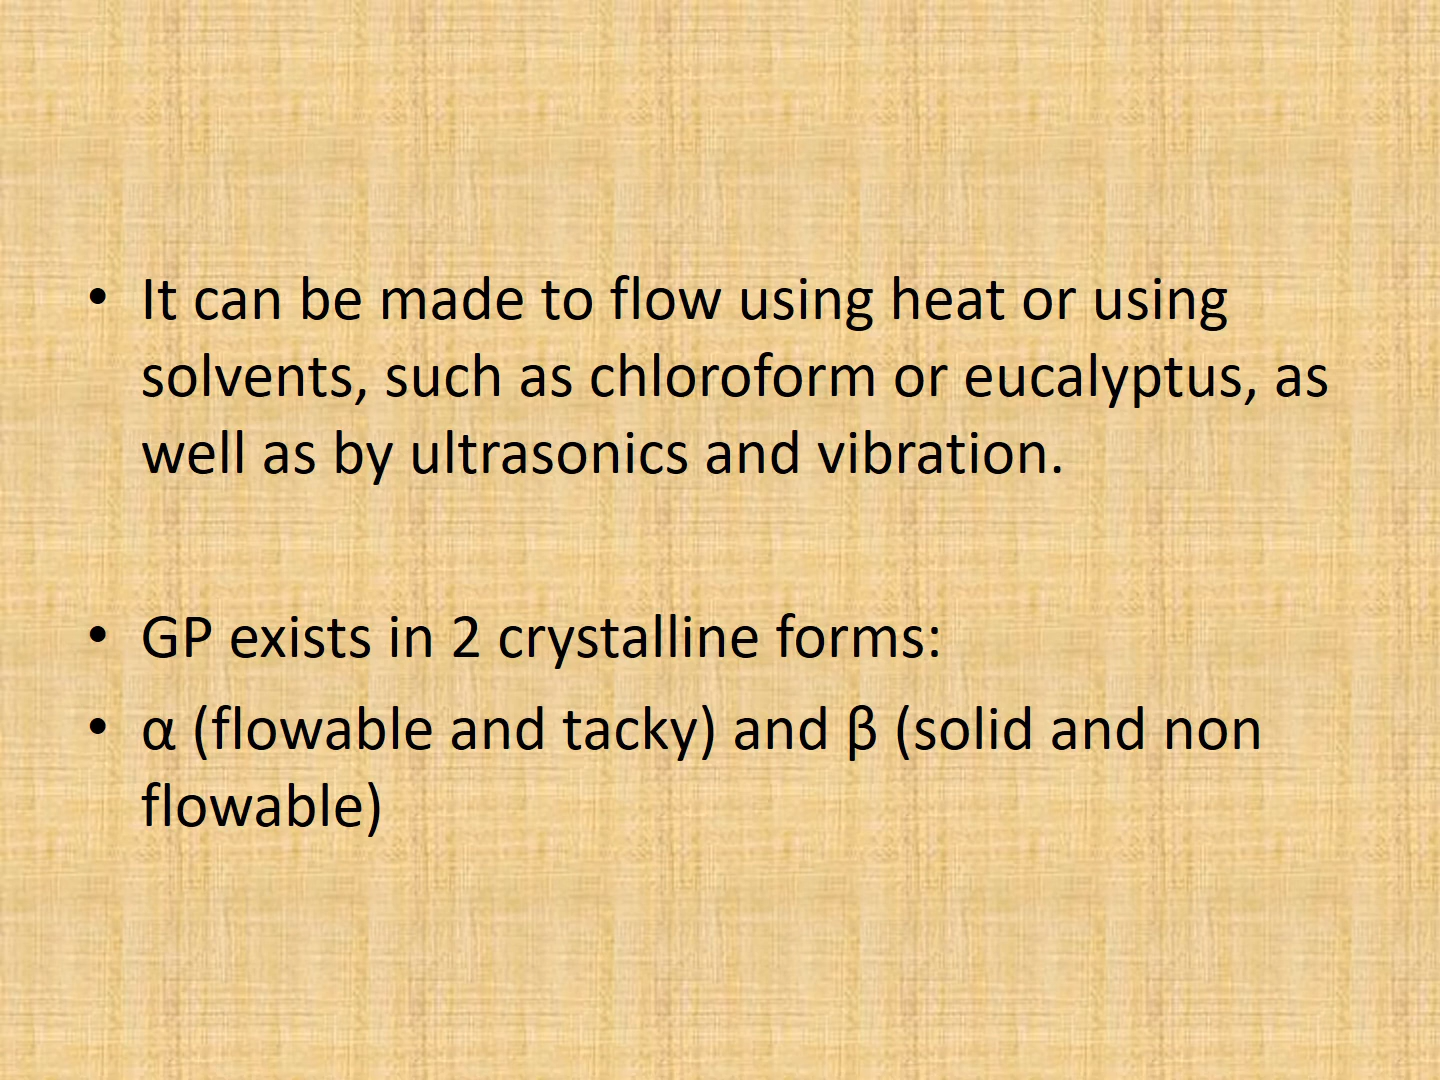 • It can be made to flow using heat or using
solvents, such as chloroform or eucalyptus, as
well as by ultrasonics and vibration.
• GP exists in 2 crystalline forms:
• α (flowable and tacky) and β (solid and non
flowable)